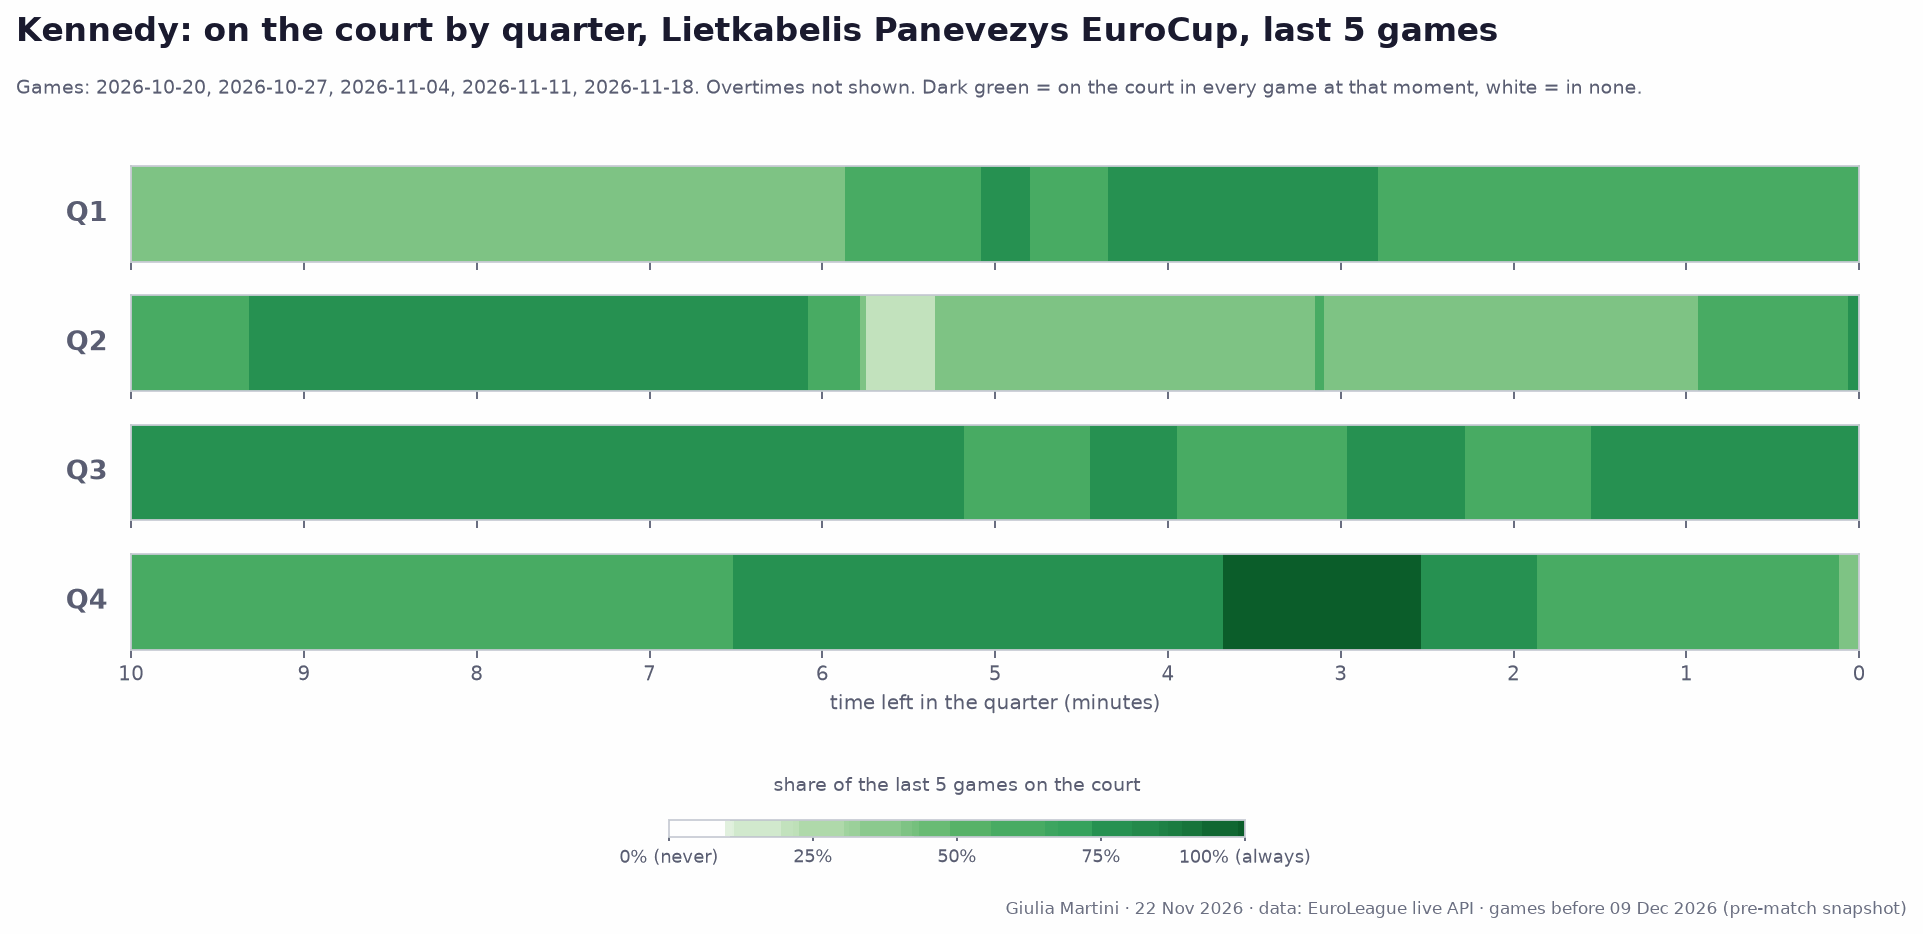 Kennedy: on the court by quarter, Lietkabelis Panevezys EuroCup, last 5 games
Games: 2026-10-20, 2026-10-27, 2026-11-04, 2026-11-11, 2026-11-18. Overtimes not shown. Dark green = on the court in every game at that moment, white = in none.
Q1
Q2
Q3
Q4
10 9 8 7 6 5 4 3 2 1 0
time left in the quarter (minutes)
share of the last 5 games on the court
0% (never) 25% 50% 75% 100% (always)
Giulia Martini · 22 Nov 2026 · data: EuroLeague live API · games before 09 Dec 2026 (pre-match snapshot)